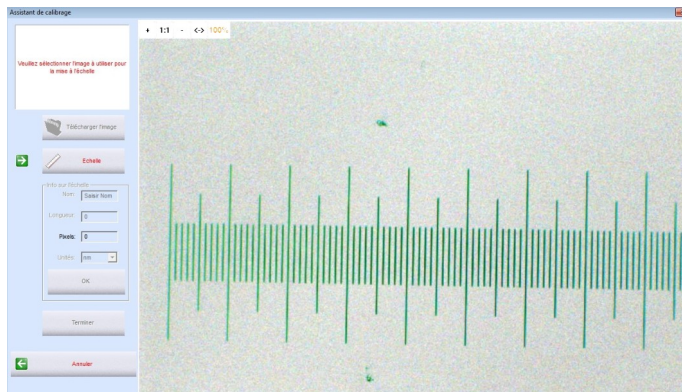 Assistant de calibrage
+ 1:1 - <-> 100%
Veuillez sélectionner l'image à utiliser pour
la mise à l'échelle
Télécharger l'image
Echelle
Info sur l'échelle
Nom: Saisir Nom
Longueur: 0
Pixels: 0
Unités: nm
OK
Terminer
Annuler